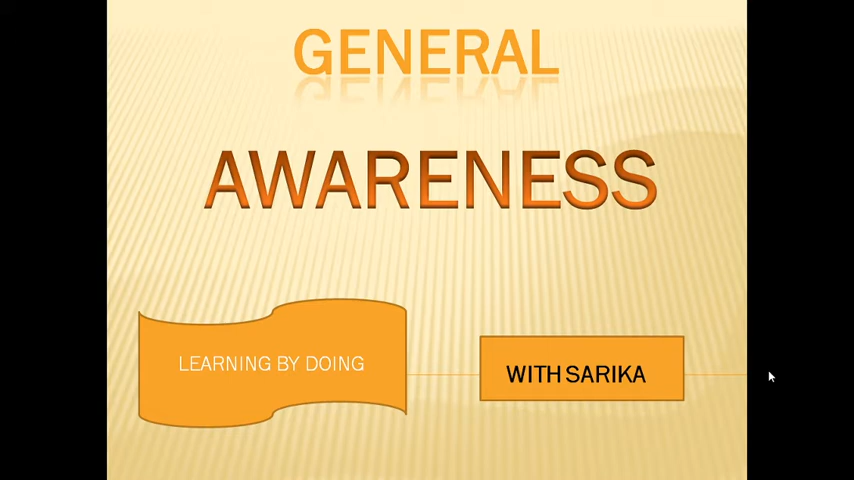 GENERAL
AWARENESS
LEARNING BY DOING
WITH SARIKA